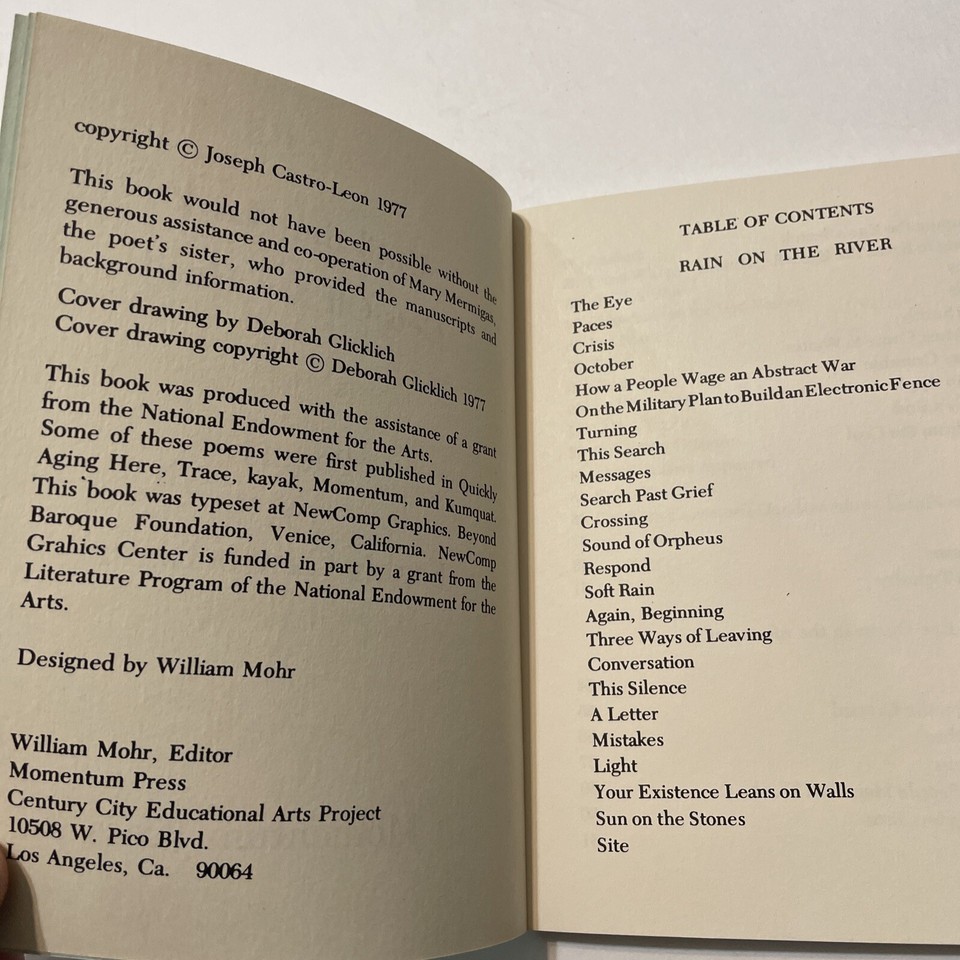 copyright © Joseph Castro-Leon 1977
This book would not have been possible without the
generous assistance and co-operation of Mary Mermigas,
the poet's sister, who provided the manuscripts and
background information.
Cover drawing by Deborah Glicklich
Cover drawing copyright © Deborah Glicklich 1977
This book was produced with the assistance of a grant
from the National Endowment for the Arts.
Some of these poems were first published in Quickly
Aging Here, Trace, kayak, Momentum, and Kumquat.
This book was typeset at NewComp Graphics. Beyond
Baroque Foundation, Venice, California. NewComp
Grahics Center is funded in part by a grant from the
Literature Program of the National Endowment for the
Arts.
Designed by William Mohr
William Mohr, Editor
Momentum Press
Century City Educational Arts Project
10508 W. Pico Blvd.
Los Angeles, Ca. 90064
TABLE OF CONTENTS
RAIN ON THE RIVER
The Eye
Paces
Crisis
October
How a People Wage an Abstract War
On the Military Plan to Build an Electronic Fence
Turning
This Search
Messages
Search Past Grief
Crossing
Sound of Orpheus
Respond
Soft Rain
Again, Beginning
Three Ways of Leaving
Conversation
This Silence
A Letter
Mistakes
Light
Your Existence Leans on Walls
Sun on the Stones
Site